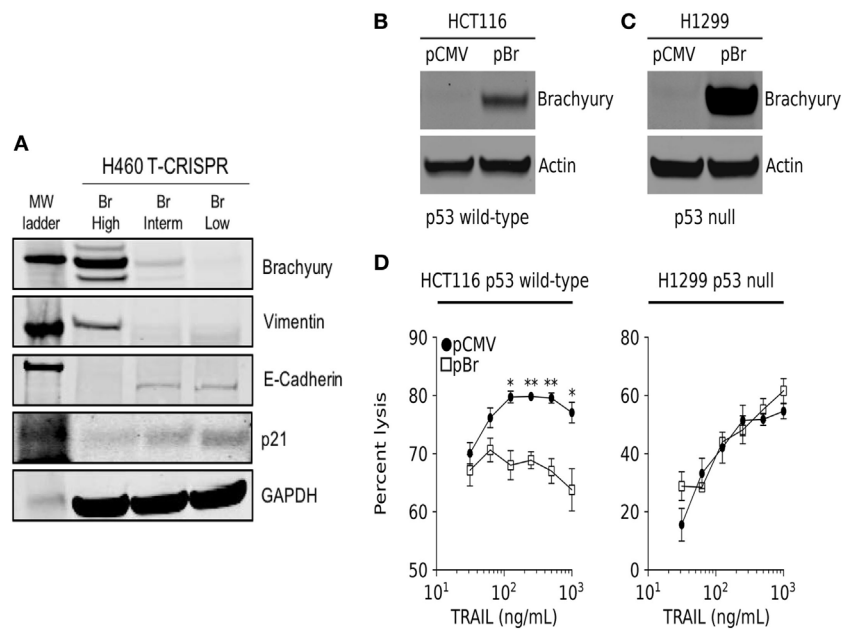 A
H460 T-CRISPR
MW ladder
Br High
Br Interm
Br Low
Brachyury
Vimentin
E-Cadherin
p21
GAPDH
B
HCT116
pCMV pBr
Brachyury
Actin
p53 wild-type
C
H1299
pCMV pBr
Brachyury
Actin
p53 null
D
HCT116 p53 wild-type
pCMV
pBr
* ** ** *
Percent lysis
90
80
70
60
50
10¹ 10² 10³
TRAIL (ng/mL)
H1299 p53 null
80
60
40
20
0
10¹ 10² 10³
TRAIL (ng/mL)